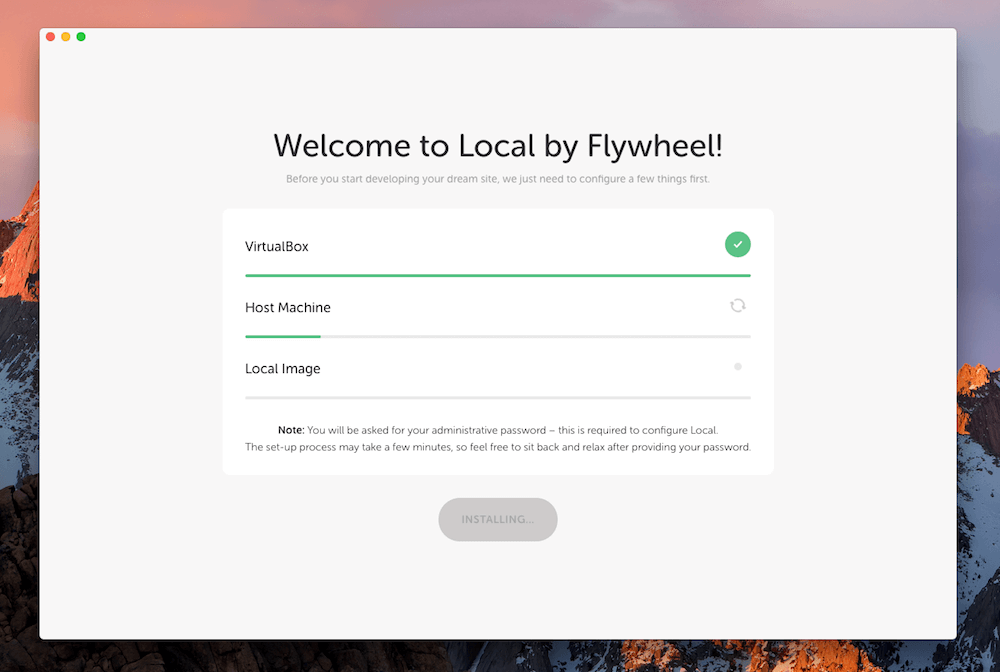 Welcome to Local by Flywheel!
Before you start developing your dream site, we just need to configure a few things first.
VirtualBox
Host Machine
Local Image
Note: You will be asked for your administrative password – this is required to configure Local.
The set-up process may take a few minutes, so feel free to sit back and relax after providing your password.
INSTALLING...